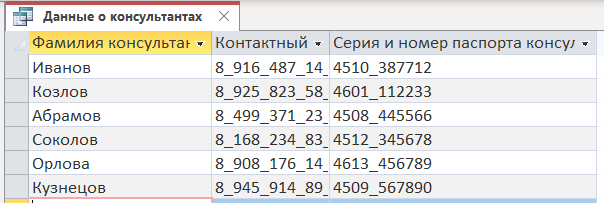 Данные о консультантах
Фамилия консультан Контактный Серия и номер паспорта консул
Иванов 8_916_487_14_ 4510_387712
Козлов 8_925_823_58_ 4601_112233
Абрамов 8_499_371_23_ 4508_445566
Соколов 8_168_234_83_ 4512_345678
Орлова 8_908_176_14_ 4613_456789
Кузнецов 8_945_914_89_ 4509_567890